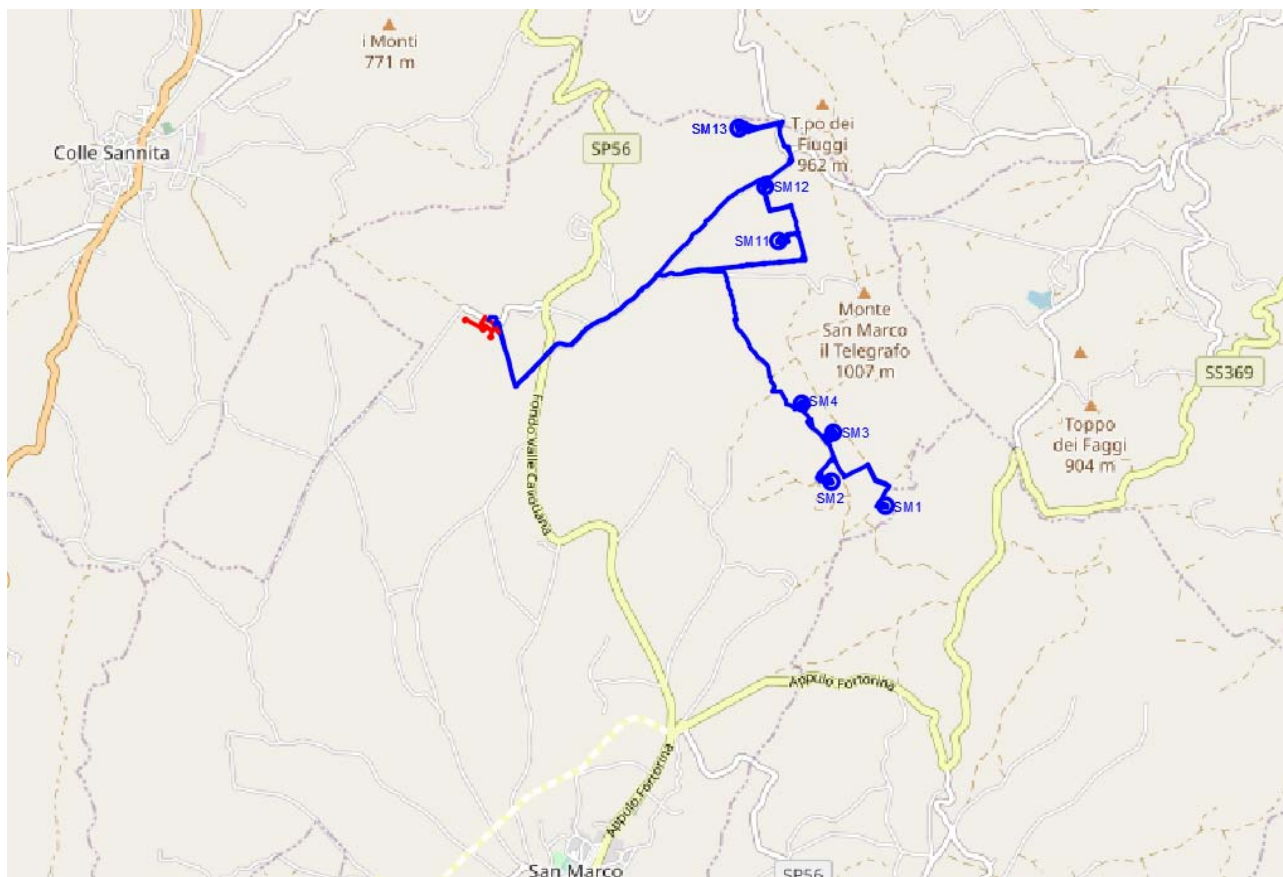 i Monti
771 m
Colle Sannita
SP56
SM13
T.po dei
Fiuggi
962 m
SM12
SM11
Monte
San Marco
il Telegrafo
1007 m
SS369
SM4
Toppo
dei Faggi
904 m
SM3
Fondo Valle Cavotiana
SM2
SM1
Appulo Fortorina
Appulo Fortorina
San Marco
SP56